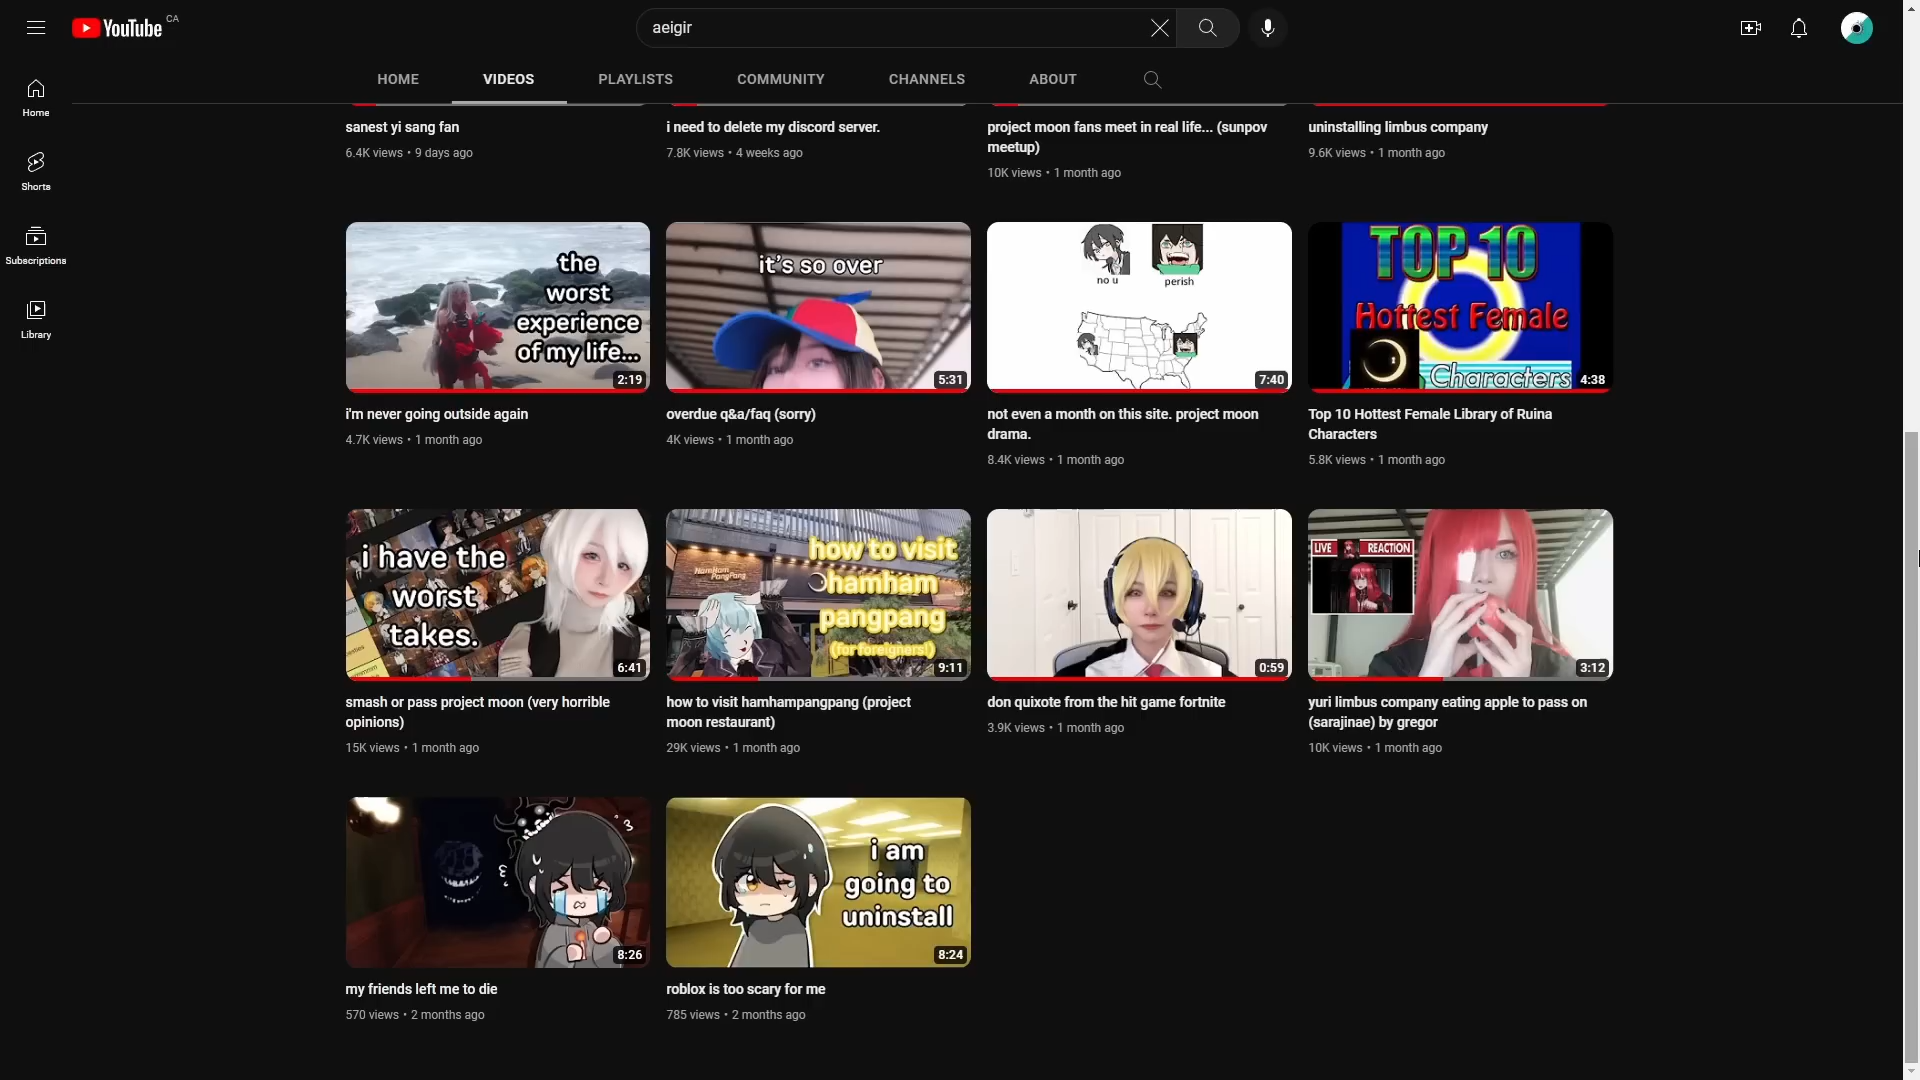 YouTube CA
aeigir
HOME VIDEOS PLAYLISTS COMMUNITY CHANNELS ABOUT
Home
Shorts
Subscriptions
Library
sanest yi sang fan
6.4K views • 9 days ago
i need to delete my discord server.
7.8K views • 4 weeks ago
project moon fans meet in real life... (sunpov
meetup)
10K views • 1 month ago
uninstalling limbus company
9.6K views • 1 month ago
the
worst
experience
of my life...
2:19
i'm never going outside again
4.7K views • 1 month ago
it's so over
5:31
overdue q&a/faq (sorry)
4K views • 1 month ago
no u
perish
7:40
not even a month on this site. project moon
drama.
8.4K views • 1 month ago
TOP 10
Hottest Female
Characters
4:38
Top 10 Hottest Female Library of Ruina
Characters
5.8K views • 1 month ago
i have the
worst
takes.
6:41
smash or pass project moon (very horrible
opinions)
15K views • 1 month ago
HamHam
PangPang
how to visit
hamham
pangpang
(for foreigners!)
9:11
how to visit hamhampangpang (project
moon restaurant)
29K views • 1 month ago
0:59
don quixote from the hit game fortnite
3.9K views • 1 month ago
LIVE REACTION
3:12
yuri limbus company eating apple to pass on
(sarajinae) by gregor
10K views • 1 month ago
8:26
my friends left me to die
570 views • 2 months ago
i am
going to
uninstall
8:24
roblox is too scary for me
785 views • 2 months ago